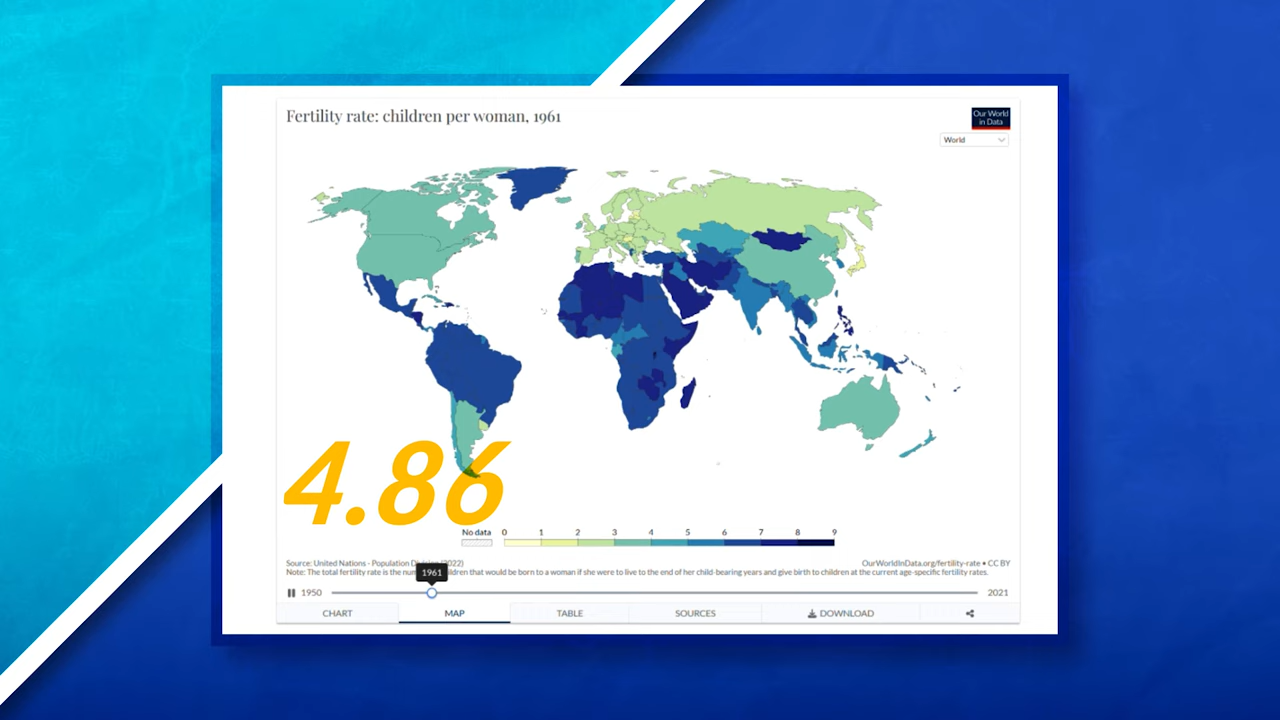 Fertility rate: children per woman, 1961
Our World
in Data
World
4.86
No data 0 1 2 3 4 5 6 7 8 9
Source: United Nations - Population (2022)
OurWorldInData.org/fertility-rate • CC BY
Note: The total fertility rate is the children that would be born to a woman if she were to live to the end of her child-bearing years and give birth to children at the current age-specific fertility rates.
1961
1950
2021
CHART MAP TABLE SOURCES DOWNLOAD